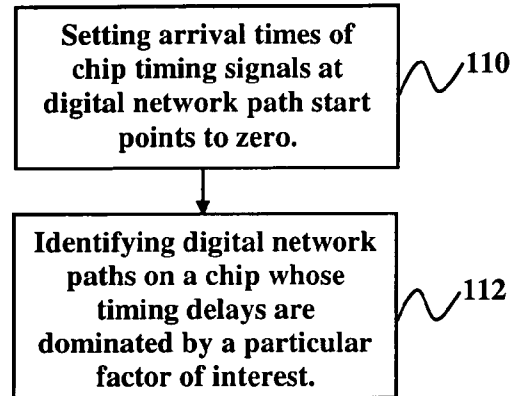 Setting arrival times of
chip timing signals at
digital network path start
points to zero.
110
Identifying digital network
paths on a chip whose
timing delays are
dominated by a particular
factor of interest.
112